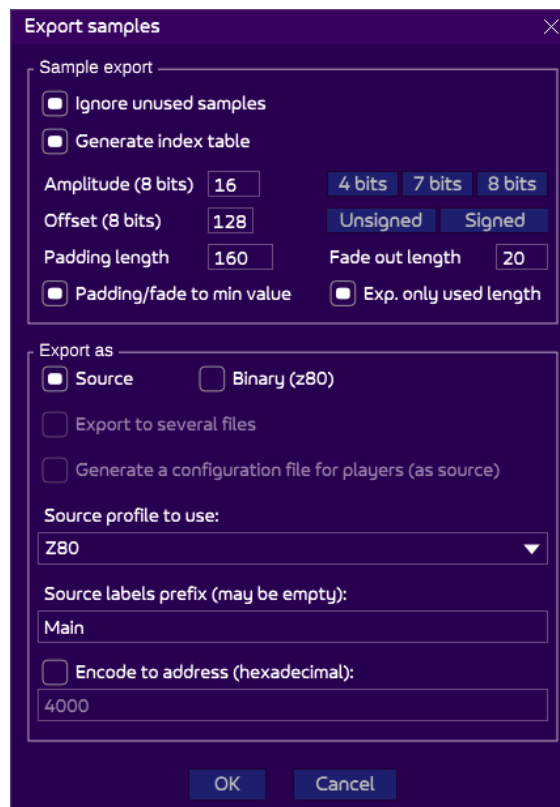 Export samples
Sample export
Ignore unused samples
Generate index table
Amplitude (8 bits) 16 4 bits 7 bits 8 bits
Offset (8 bits) 128 Unsigned Signed
Padding length 160 Fade out length 20
Padding/fade to min value Exp. only used length
Export as
Source Binary (z80)
Export to several files
Generate a configuration file for players (as source)
Source profile to use:
Z80
Source labels prefix (may be empty):
Main
Encode to address (hexadecimal):
4000
OK Cancel